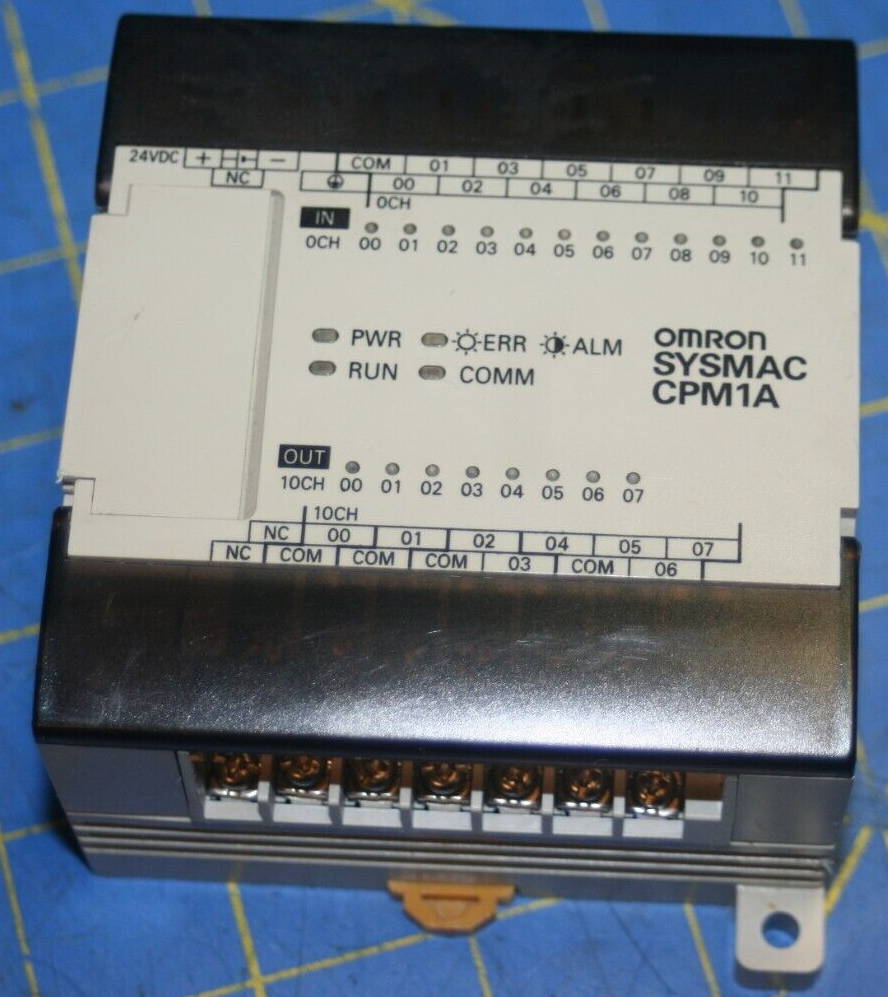 24VDC + − COM 01 03 05 07 09 11
NC 00 02 04 06 08 10
0CH
IN
0CH 00 01 02 03 04 05 06 07 08 09 10 11
PWR ERR ALM
RUN COMM
OMRON
SYSMAC
CPM1A
OUT
10CH 00 01 02 03 04 05 06 07
10CH
NC 00 01 02 04 05 07
NC COM COM COM 03 COM 06